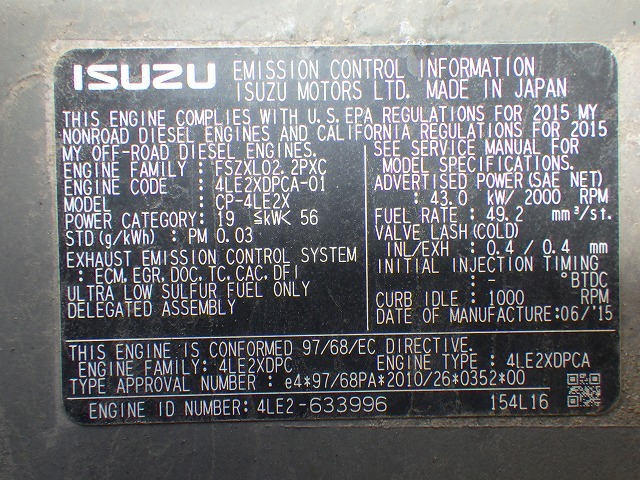 ISUZU EMISSION CONTROL INFORMATION
ISUZU MOTORS LTD. MADE IN JAPAN
THIS ENGINE COMPLIES WITH U.S.EPA REGULATIONS FOR 2015 MY
NONROAD DIESEL ENGINES AND CALIFORNIA REGULATIONS FOR 2015
MY OFF-ROAD DIESEL ENGINES.
ENGINE FAMILY : FSZXL02.2PXC
ENGINE CODE : 4LE2XDPCA-01
MODEL : CP-4LE2X
POWER CATEGORY: 19 ≦kW< 56
STD(g/kWh) : PM 0.03
EXHAUST EMISSION CONTROL SYSTEM
: ECM, EGR, DOC, TC, CAC, DFI
ULTRA LOW SULFUR FUEL ONLY
DELEGATED ASSEMBLY
SEE SERVICE MANUAL FOR
MODEL SPECIFICATIONS.
ADVERTISED POWER(SAE NET)
: 43.0 kW/ 2000 RPM
FUEL RATE : 49.2 mm³/st.
VALVE LASH(COLD)
INL/EXH : 0.4 / 0.4 mm
INITIAL INJECTION TIMING
: - °BTDC
CURB IDLE : 1000 RPM
DATE OF MANUFACTURE:06/'15
THIS ENGINE IS CONFORMED 97/68/EC DIRECTIVE.
ENGINE FAMILY: 4LE2XDPC ENGINE TYPE : 4LE2XDPCA
TYPE APPROVAL NUMBER : e4*97/68PA*2010/26*0352*00
ENGINE ID NUMBER: 4LE2-633996 154L16